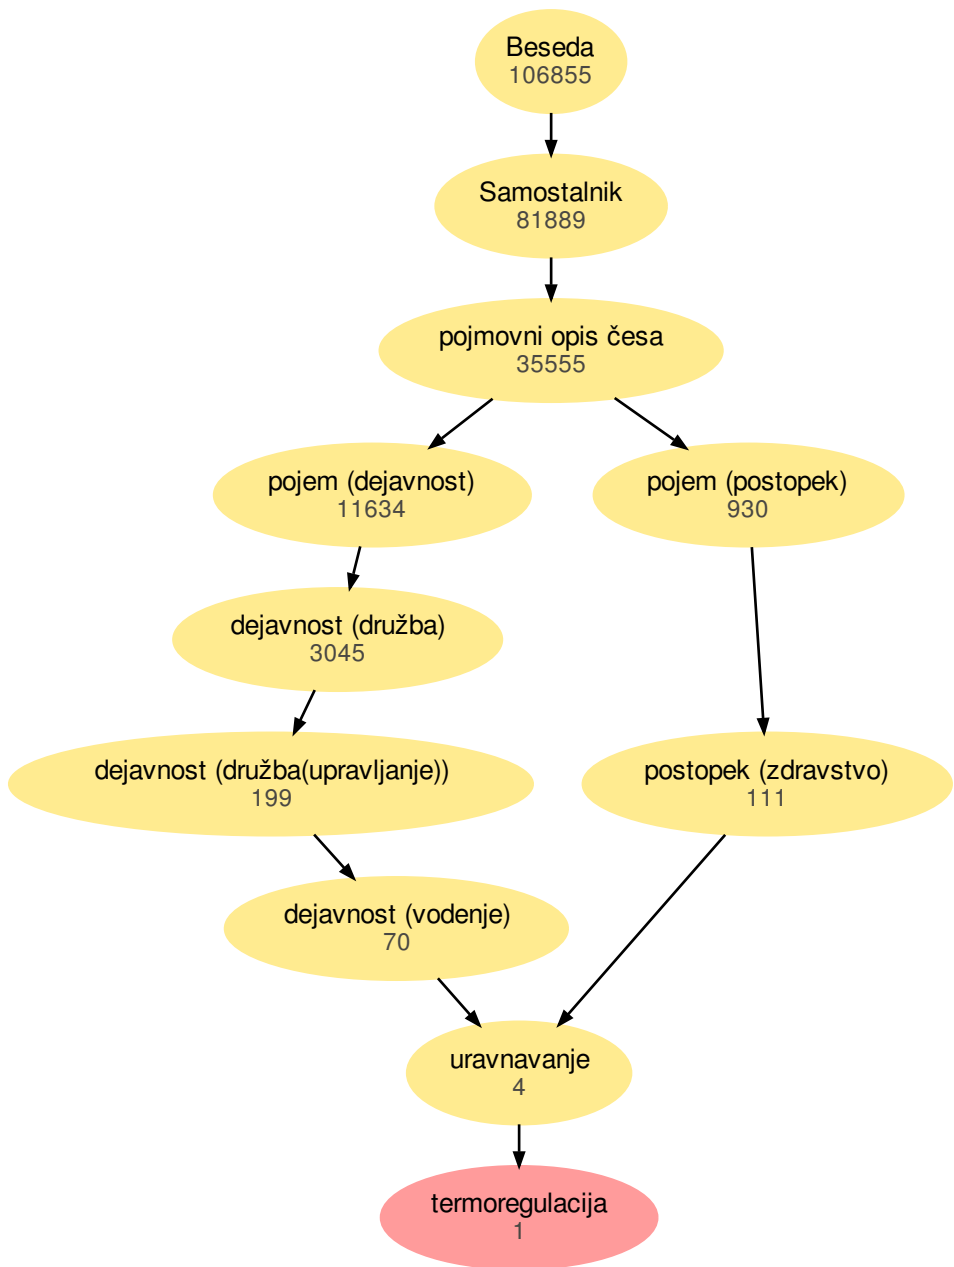 Beseda
106855
Samostalnik
81889
pojmovni opis česa
35555
pojem (dejavnost)
11634
pojem (postopek)
930
dejavnost (družba)
3045
dejavnost (družba(upravljanje))
199
postopek (zdravstvo)
111
dejavnost (vodenje)
70
uravnavanje
4
termoregulacija
1